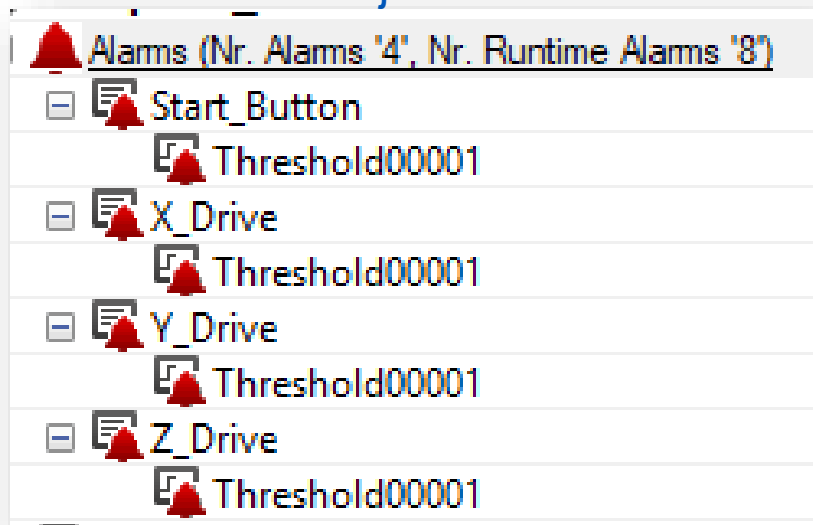 Alarms (Nr. Alarms '4', Nr. Runtime Alarms '8')
Start_Button
Threshold00001
X_Drive
Threshold00001
Y_Drive
Threshold00001
Z_Drive
Threshold00001